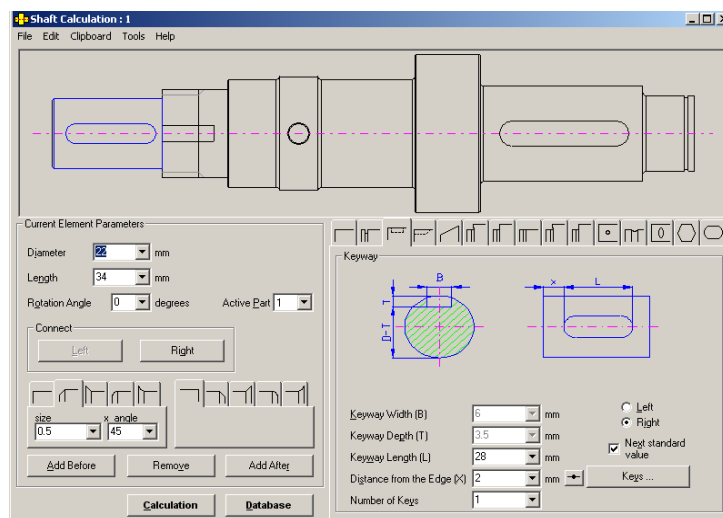 Shaft Calculation : 1
File Edit Clipboard Tools Help
Current Element Parameters
Diameter 22 mm
Length 34 mm
Rotation Angle 0 degrees Active Part 1
Connect
Left Right
size x angle
0.5 45
Add Before Remove Add After
Calculation Database
Keyway
B
T
D-T
X L
Keyway Width (B) 6 mm
Keyway Depth (T) 3.5 mm
Keyway Length (L) 28 mm
Distance from the Edge (X) 2 mm
Number of Keys 1
Left
Right
Next standard
value
Keys ...